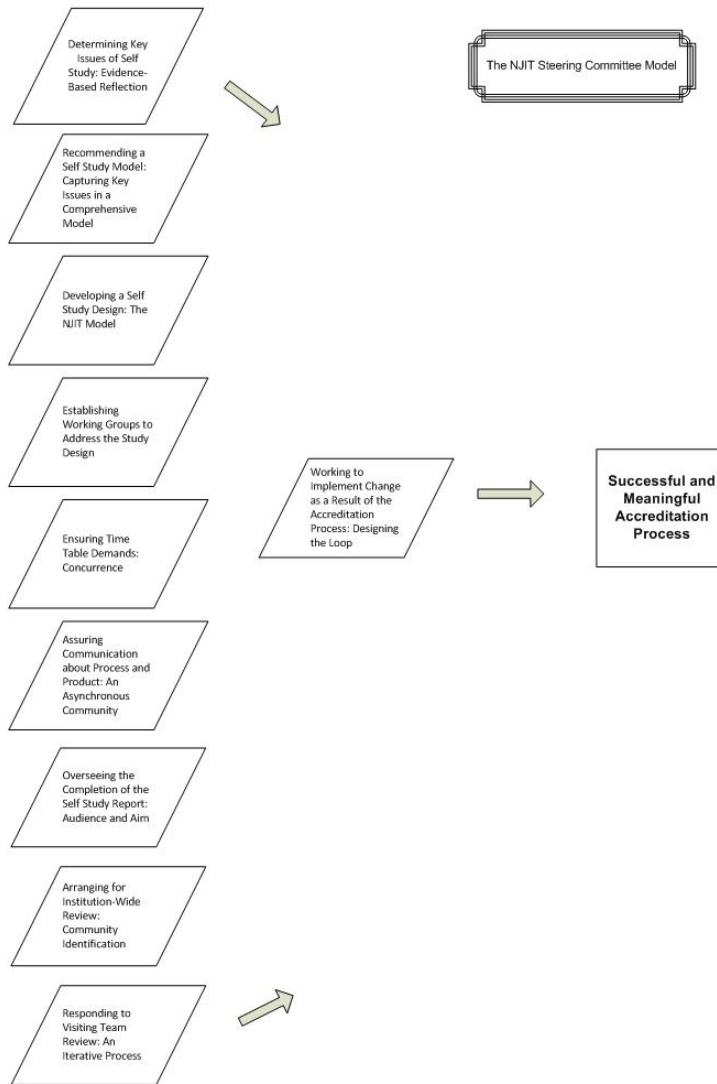 Determining Key
Issues of Self
Study: Evidence-
Based Reflection
The NJIT Steering Committee Model
Recommending a
Self Study Model:
Capturing Key
Issues in a
Comprehensive
Model
Developing a Self
Study Design: The
NJIT Model
Establishing
Working Groups to
Address the Study
Design
Ensuring Time
Table Demands:
Concurrence
Assuring
Communication
about Process and
Product: An
Asynchronous
Community
Overseeing the
Completion of the
Self Study Report:
Audience and Aim
Arranging for
Institution-Wide
Review:
Community
Identification
Responding to
Visiting Team
Review: An
Iterative Process
Working to
Implement Change
as a Result of the
Accreditation
Process: Designing
the Loop
Successful and
Meaningful
Accreditation
Process